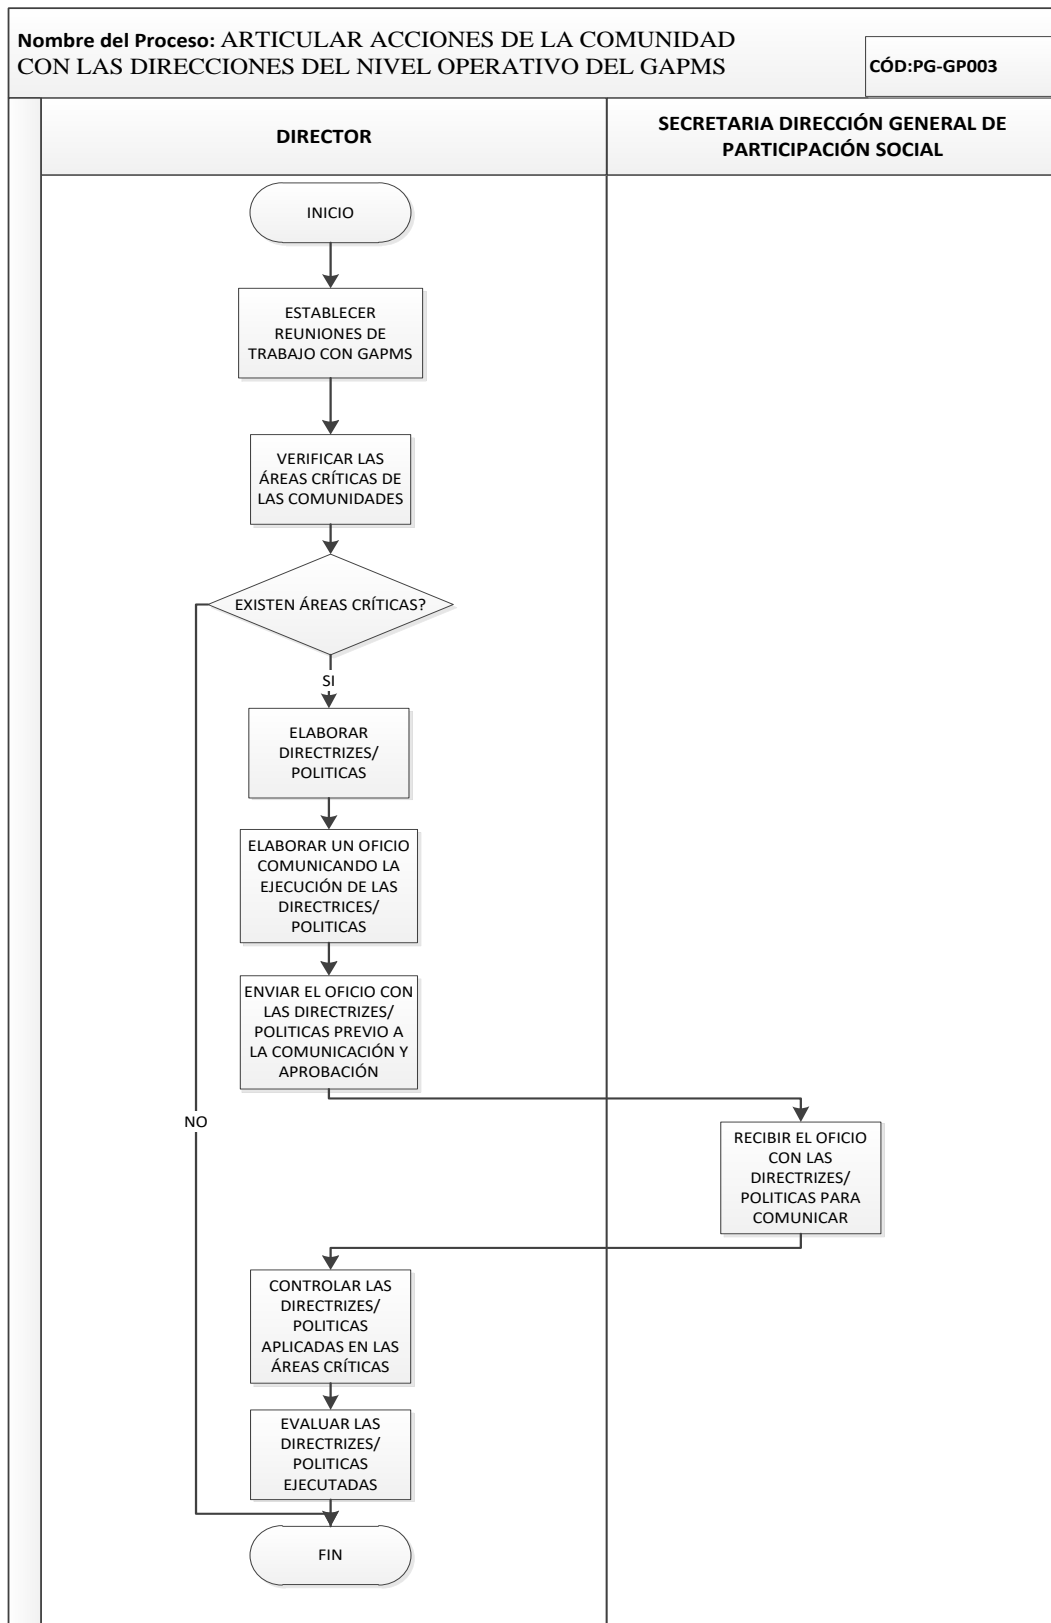 Nombre del Proceso: ARTICULAR ACCIONES DE LA COMUNIDAD
CON LAS DIRECCIONES DEL NIVEL OPERATIVO DEL GAPMS
CÓD:PG-GP003
DIRECTOR
SECRETARIA DIRECCIÓN GENERAL DE
PARTICIPACIÓN SOCIAL
INICIO
ESTABLECER
REUNIONES DE
TRABAJO CON GAPMS
VERIFICAR LAS
ÁREAS CRÍTICAS DE
LAS COMUNIDADES
EXISTEN ÁREAS CRÍTICAS?
SI
ELABORAR
DIRECTRIZES/
POLITICAS
ELABORAR UN OFICIO
COMUNICANDO LA
EJECUCIÓN DE LAS
DIRECTRICES/
POLITICAS
ENVIAR EL OFICIO CON
LAS DIRECTRIZES/
POLITICAS PREVIO A
LA COMUNICACIÓN Y
APROBACIÓN
NO
RECIBIR EL OFICIO
CON LAS
DIRECTRIZES/
POLITICAS PARA
COMUNICAR
CONTROLAR LAS
DIRECTRIZES/
POLITICAS
APLICADAS EN LAS
ÁREAS CRÍTICAS
EVALUAR LAS
DIRECTRIZES/
POLITICAS
EJECUTADAS
FIN